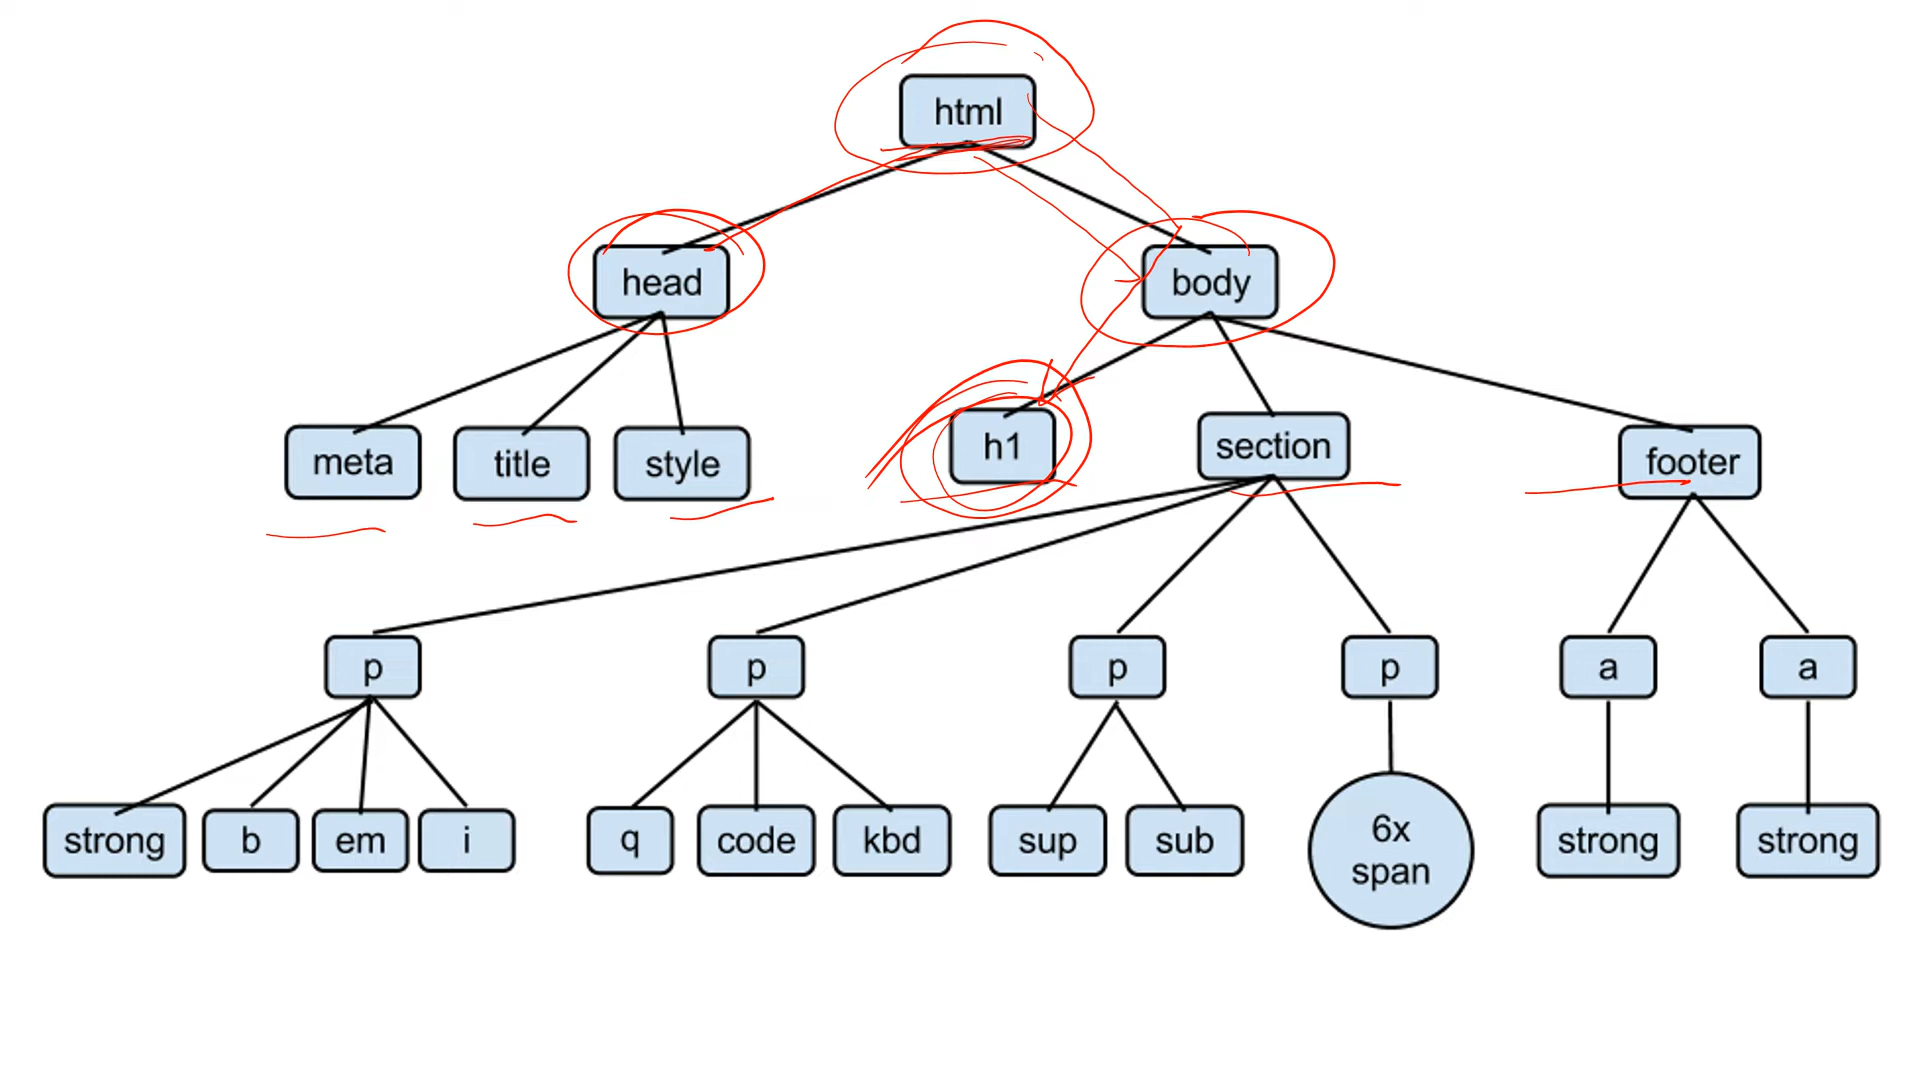 html
head
body
meta
title
style
h1
section
footer
p
p
p
p
a
a
strong
b
em
i
q
code
kbd
sup
sub
6x
span
strong
strong